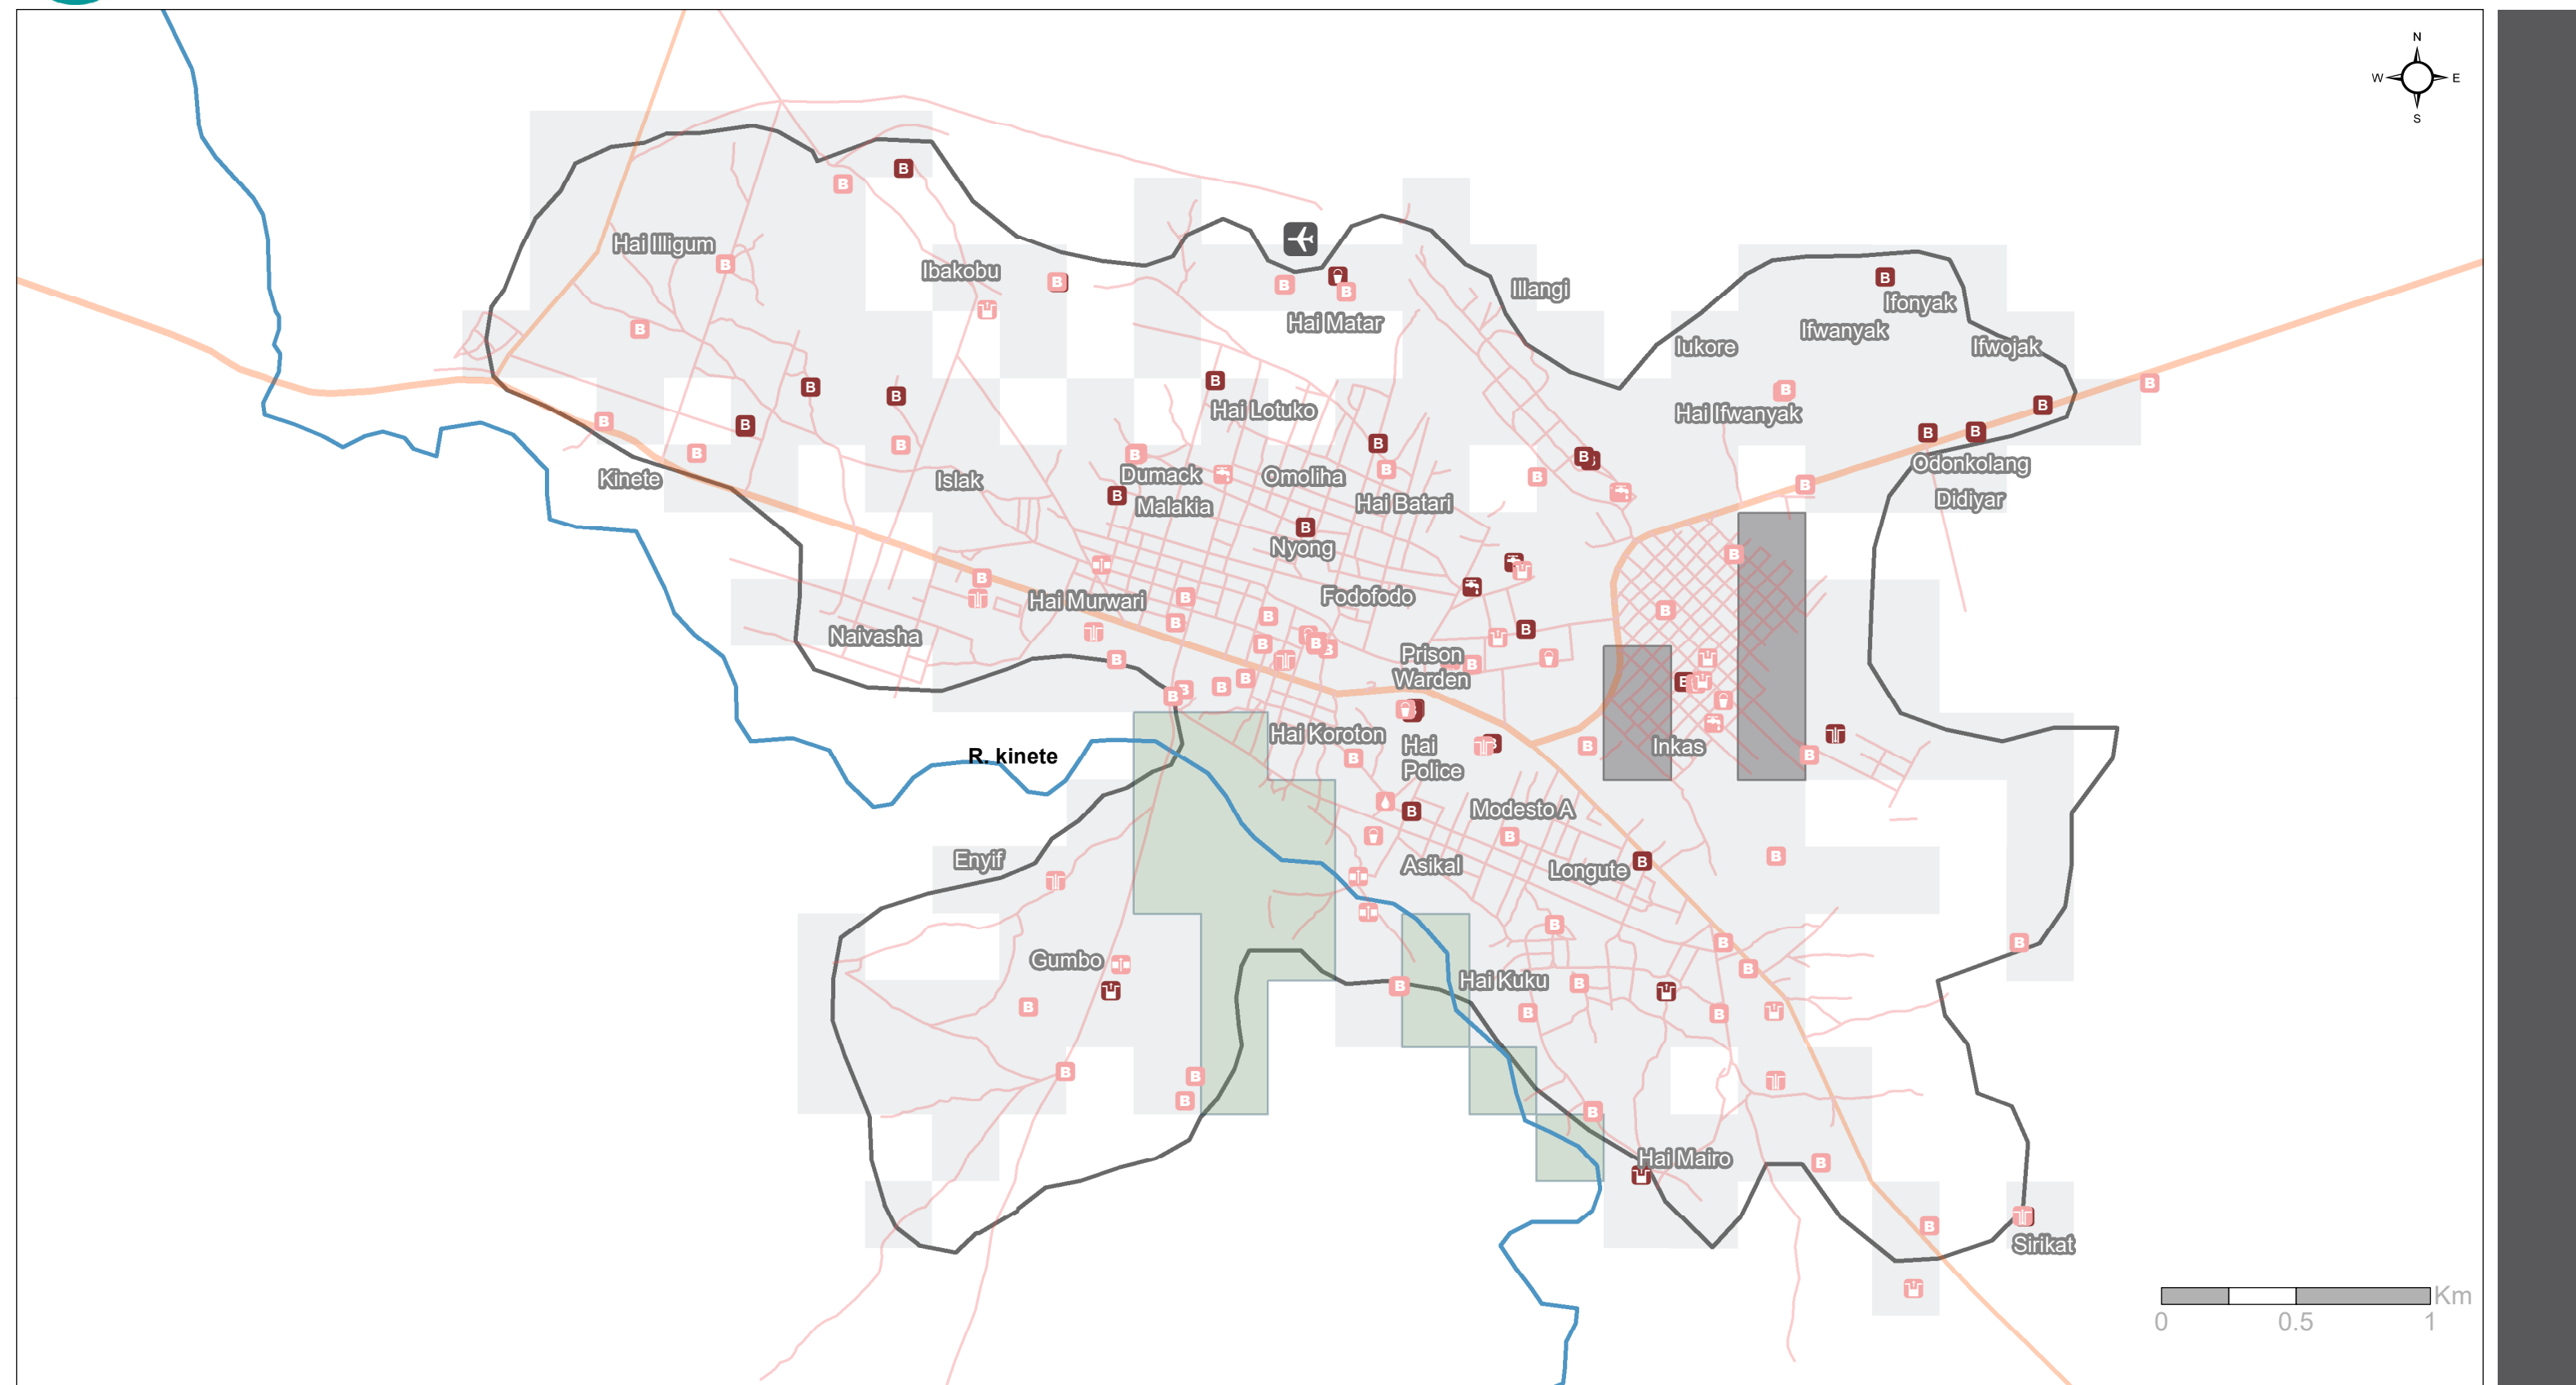 N
W E
S
Hai Illigum
Ibakobu
Illangi
Hai Matar
Ifonyak
Ifwanyak
Iukore
Ifwojak
Hai Lotuko
Hai Ifwanyak
Kinete
Islak
Dumack
Omoliha
Malakia
Hai Batari
Odonkolang
Didiyar
Nyong
Hai Murwari
Fodofodo
Naivasha
Prison
Warden
R. kinete
Hai Koroton
Hai
Police
Inkas
Modesto A
Enyif
Asikal
Longute
Gumbo
Hai Kuku
Hai Mairo
Sirikat
Km
0 0.5 1